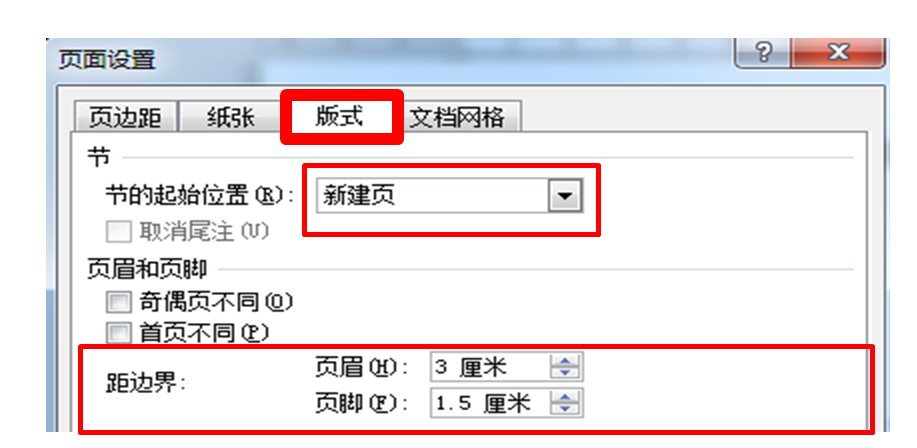 页面设置
页边距 纸张 版式 文档网格
节
节的起始位置(R): 新建页
取消尾注(U)
页眉和页脚
奇偶页不同(O)
首页不同(P)
距边界: 页眉(H): 3 厘米
页脚(F): 1.5 厘米